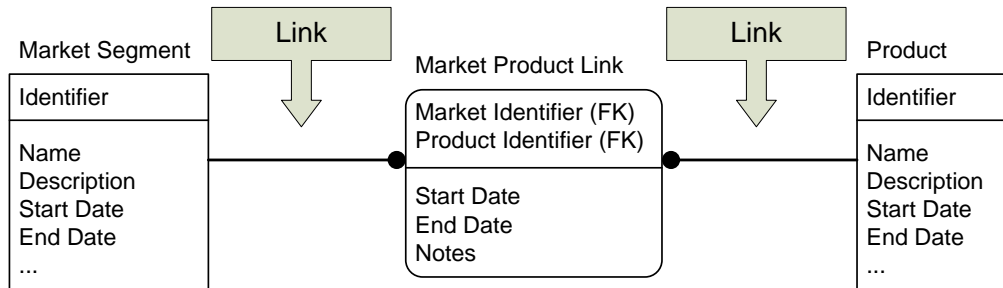 Link
Link
Market Segment
Market Product Link
Product
Identifier
Name
Description
Start Date
End Date
...
Market Identifier (FK)
Product Identifier (FK)
Start Date
End Date
Notes
Identifier
Name
Description
Start Date
End Date
...